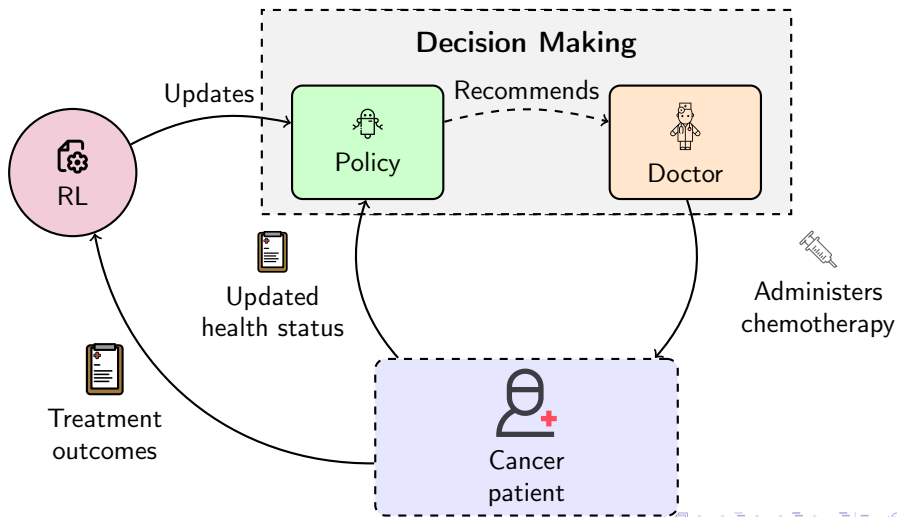 Decision Making
Updates
Recommends
Policy
Doctor
RL
Updated
health status
Administers
chemotherapy
Treatment
outcomes
Cancer
patient